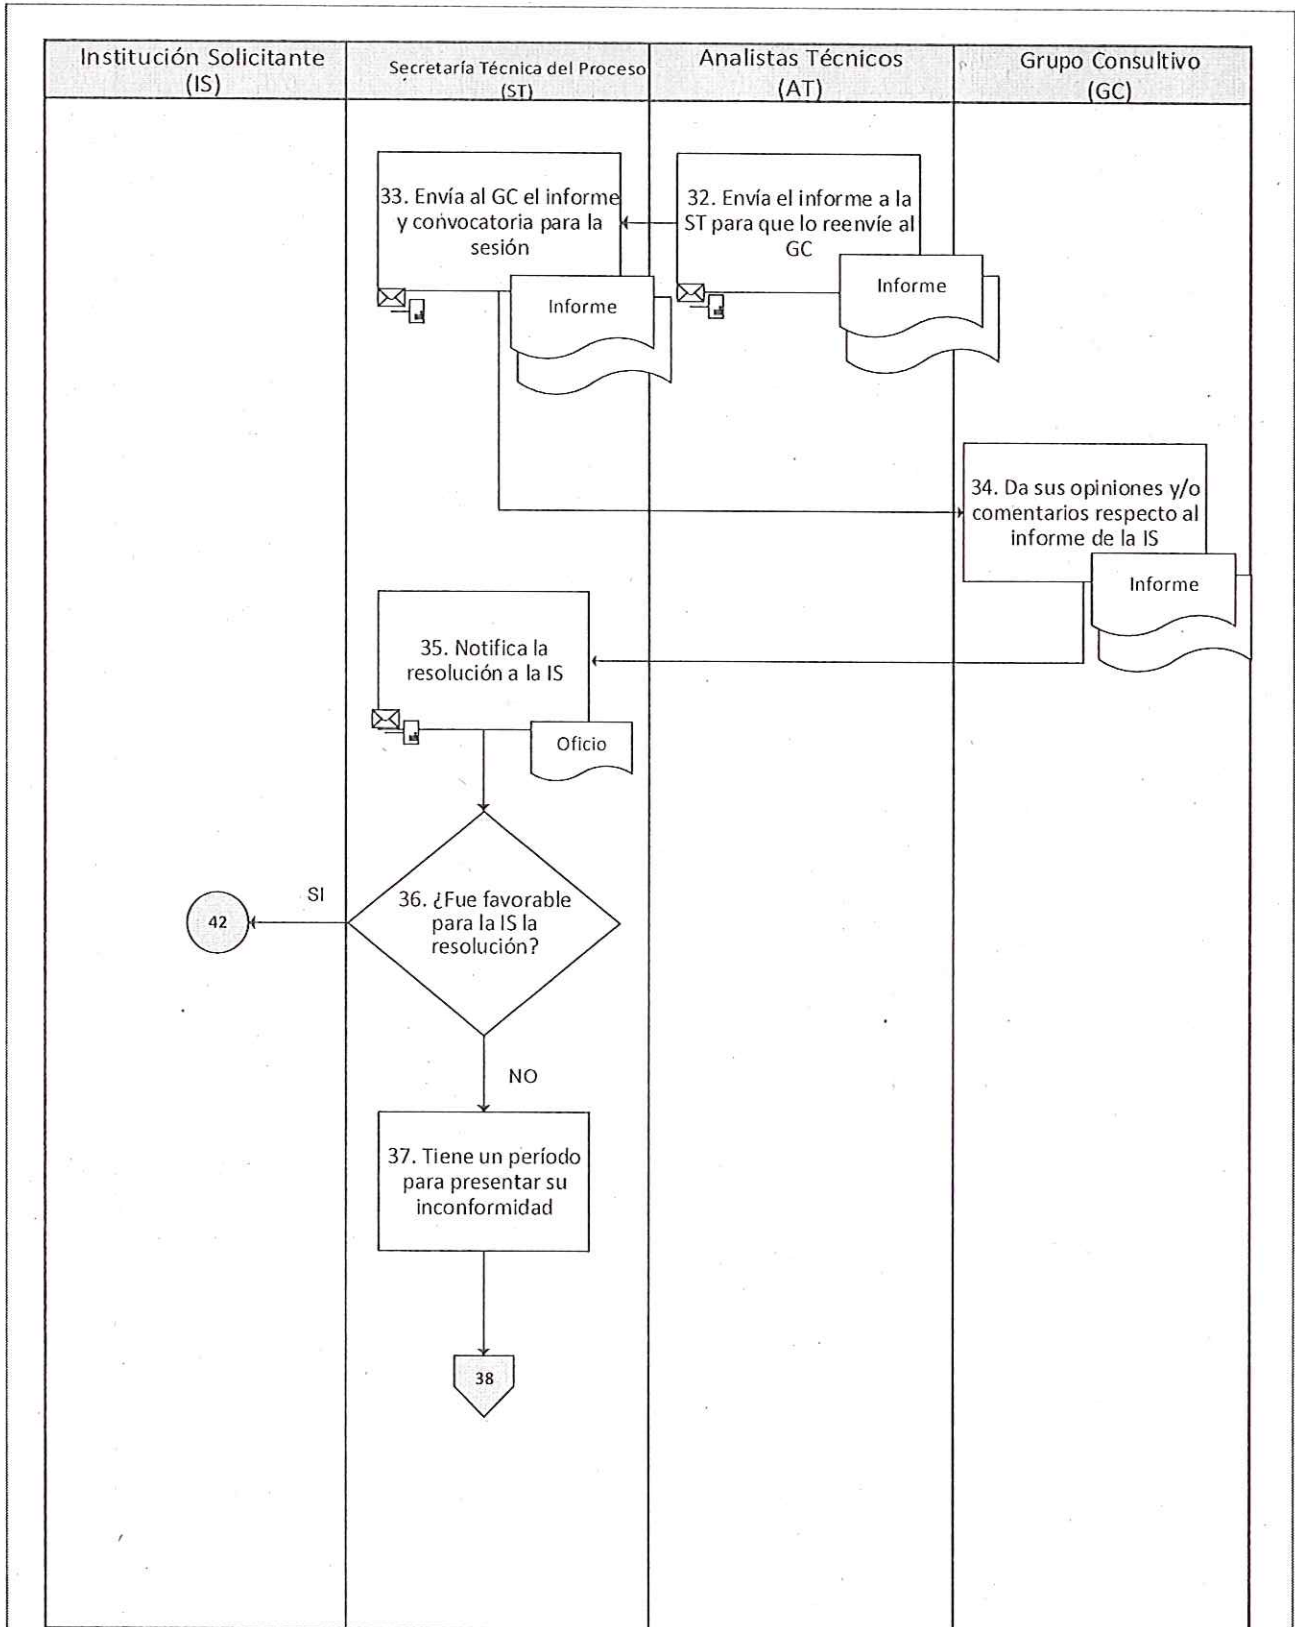 Institución Solicitante
(IS)
Secretaría Técnica del Proceso
(ST)
Analistas Técnicos
(AT)
Grupo Consultivo
(GC)
33. Envía al GC el informe
y convocatoria para la
sesión
Informe
32. Envía el informe a la
ST para que lo reenvíe al
GC
Informe
34. Da sus opiniones y/o
comentarios respecto al
informe de la IS
Informe
35. Notifica la
resolución a la IS
Oficio
36. ¿Fue favorable
para la IS la
resolución?
SI
42
NO
37. Tiene un período
para presentar su
inconformidad
38